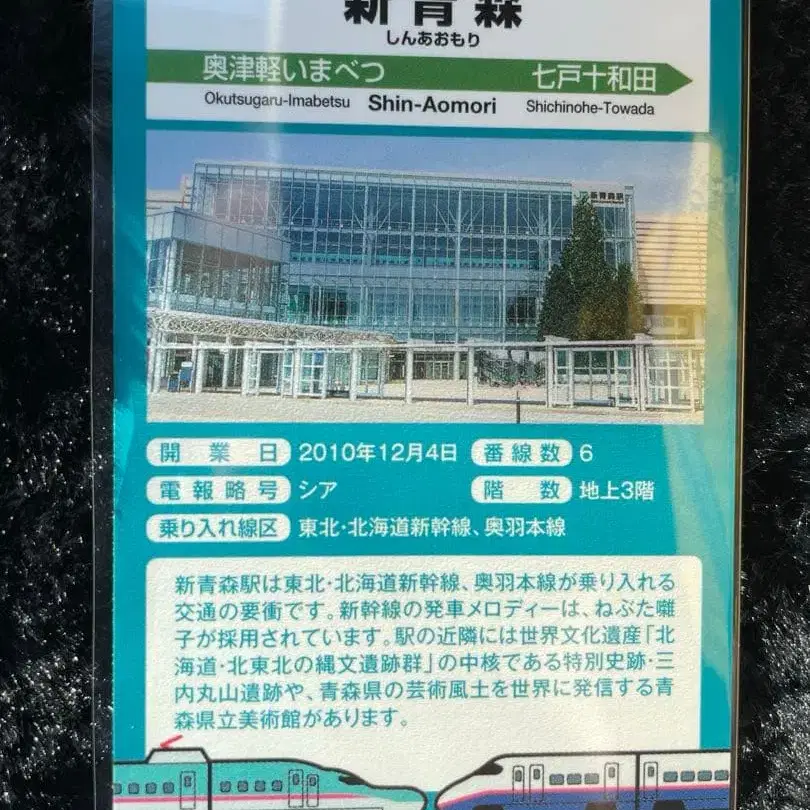 新青森
しんあおもり
奥津軽いまべつ 七戸十和田
Okutsugaru-Imabetsu Shin-Aomori Shichinohe-Towada
新青森駅
開業日 2010年12月4日 番線数 6
電報略号 シア 階数 地上3階
乗り入れ線区 東北・北海道新幹線、奥羽本線
新青森駅は東北・北海道新幹線、奥羽本線が乗り入れる
交通の要衝です。新幹線の発車メロディーは、ねぶた囃
子が採用されています。駅の近隣には世界文化遺産「北
海道・北東北の縄文遺跡群」の中核である特別史跡・三
内丸山遺跡や、青森県の芸術風土を世界に発信する青
森県立美術館があります。